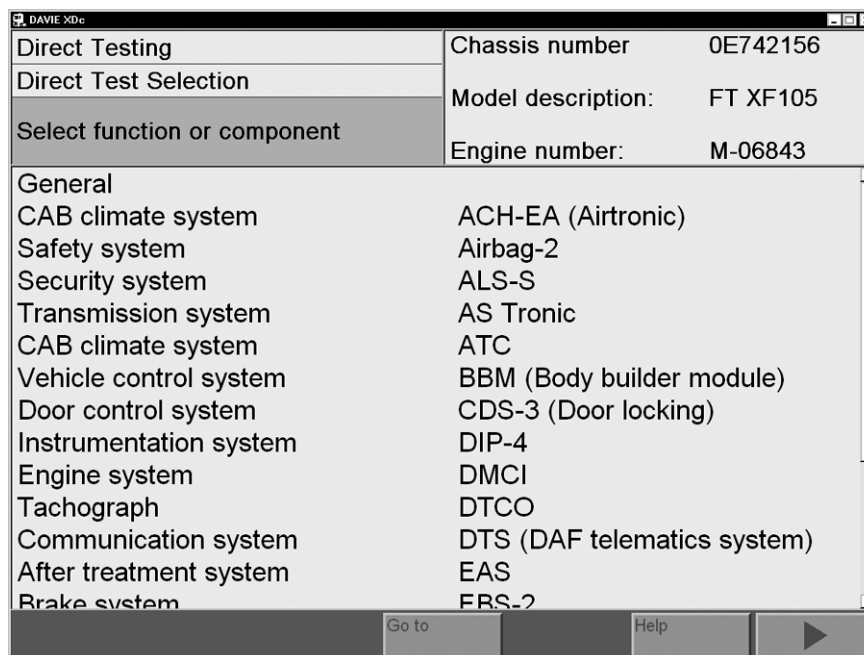 DAVIE XDc
Direct Testing
Direct Test Selection
Select function or component
Chassis number 0E742156
Model description: FT XF105
Engine number: M-06843
General
CAB climate system ACH-EA (Airtronic)
Safety system Airbag-2
Security system ALS-S
Transmission system AS Tronic
CAB climate system ATC
Vehicle control system BBM (Body builder module)
Door control system CDS-3 (Door locking)
Instrumentation system DIP-4
Engine system DMCI
Tachograph DTCO
Communication system DTS (DAF telematics system)
After treatment system EAS
Brake system EBS-2
Go to Help